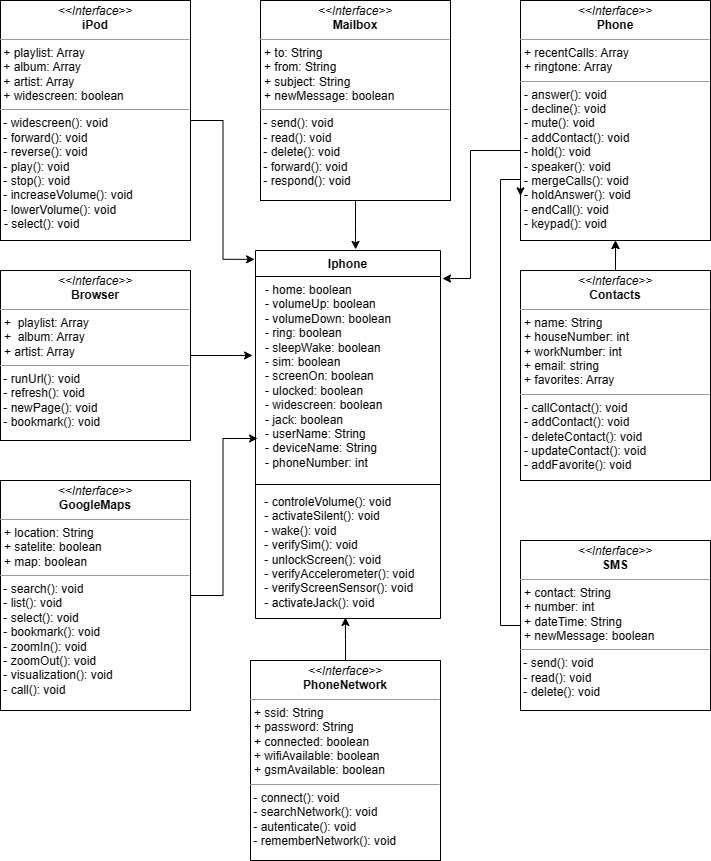 <<Interface>>
iPod
+ playlist: Array
+ album: Array
+ artist: Array
+ widescreen: boolean
- widescreen(): void
- forward(): void
- reverse(): void
- play(): void
- stop(): void
- increaseVolume(): void
- lowerVolume(): void
- select(): void
<<Interface>>
Mailbox
+ to: String
+ from: String
+ subject: String
+ newMessage: boolean
- send(): void
- read(): void
- delete(): void
- forward(): void
- respond(): void
<<Interface>>
Phone
+ recentCalls: Array
+ ringtone: Array
- answer(): void
- decline(): void
- mute(): void
- addContact(): void
- hold(): void
- speaker(): void
- mergeCalls(): void
- holdAnswer(): void
- endCall(): void
- keypad(): void
<<Interface>>
Browser
+  playlist: Array
+  album: Array
+ artist: Array
- runUrl(): void
- refresh(): void
- newPage(): void
- bookmark(): void
Iphone
- home: boolean
- volumeUp: boolean
- volumeDown: boolean
- ring: boolean
- sleepWake: boolean
- sim: boolean
- screenOn: boolean
- ulocked: boolean
- widescreen: boolean
- jack: boolean
- userName: String
- deviceName: String
- phoneNumber: int
- controleVolume(): void
- activateSilent(): void
- wake(): void
- verifySim(): void
- unlockScreen(): void
- verifyAccelerometer(): void
- verifyScreenSensor(): void
- activateJack(): void
<<Interface>>
Contacts
+ name: String
+ houseNumber: int
+ workNumber: int
+ email: string
+ favorites: Array
- callContact(): void
- addContact(): void
- deleteContact(): void
- updateContact(): void
- addFavorite(): void
<<Interface>>
GoogleMaps
+ location: String
+ satelite: boolean
+ map: boolean
- search(): void
- list(): void
- select(): void
- bookmark(): void
- zoomIn(): void
- zoomOut(): void
- visualization(): void
- call(): void
<<Interface>>
SMS
+ contact: String
+ number: int
+ dateTime: String
+ newMessage: boolean
- send(): void
- read(): void
- delete(): void
<<Interface>>
PhoneNetwork
+ ssid: String
+ password: String
+ connected: boolean
+ wifiAvailable: boolean
+ gsmAvailable: boolean
- connect(): void
- searchNetwork(): void
- autenticate(): void
- rememberNetwork(): void